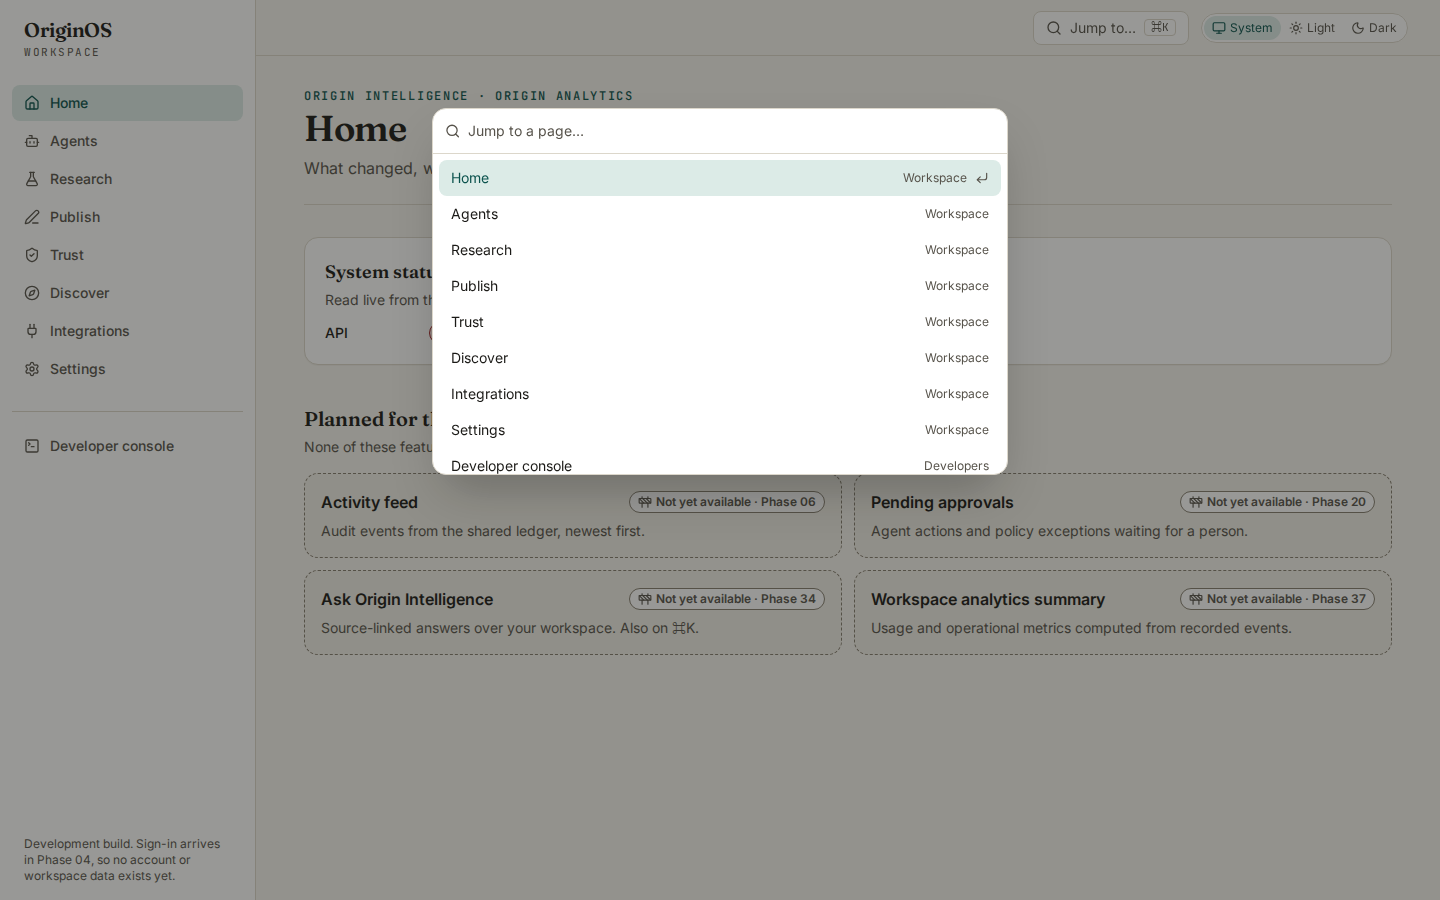 OriginOS
WORKSPACE
Home
Agents
Research
Publish
Trust
Discover
Integrations
Settings
Developer console
Development build. Sign-in arrives
in Phase 04, so no account or
workspace data exists yet.
Jump to... ⌘K
System Light Dark
ORIGIN INTELLIGENCE · ORIGIN ANALYTICS
Home
What changed,
Jump to a page...
Home Workspace
Agents Workspace
Research Workspace
Publish Workspace
Trust Workspace
Discover Workspace
Integrations Workspace
Settings Workspace
Developer console Developers
System
Read live from
API
Planned for
None of these
Activity feed Not yet available · Phase 06
Audit events from the shared ledger, newest first.
Pending approvals Not yet available · Phase 20
Agent actions and policy exceptions waiting for a person.
Ask Origin Intelligence Not yet available · Phase 34
Source-linked answers over your workspace. Also on ⌘K.
Workspace analytics summary Not yet available · Phase 37
Usage and operational metrics computed from recorded events.